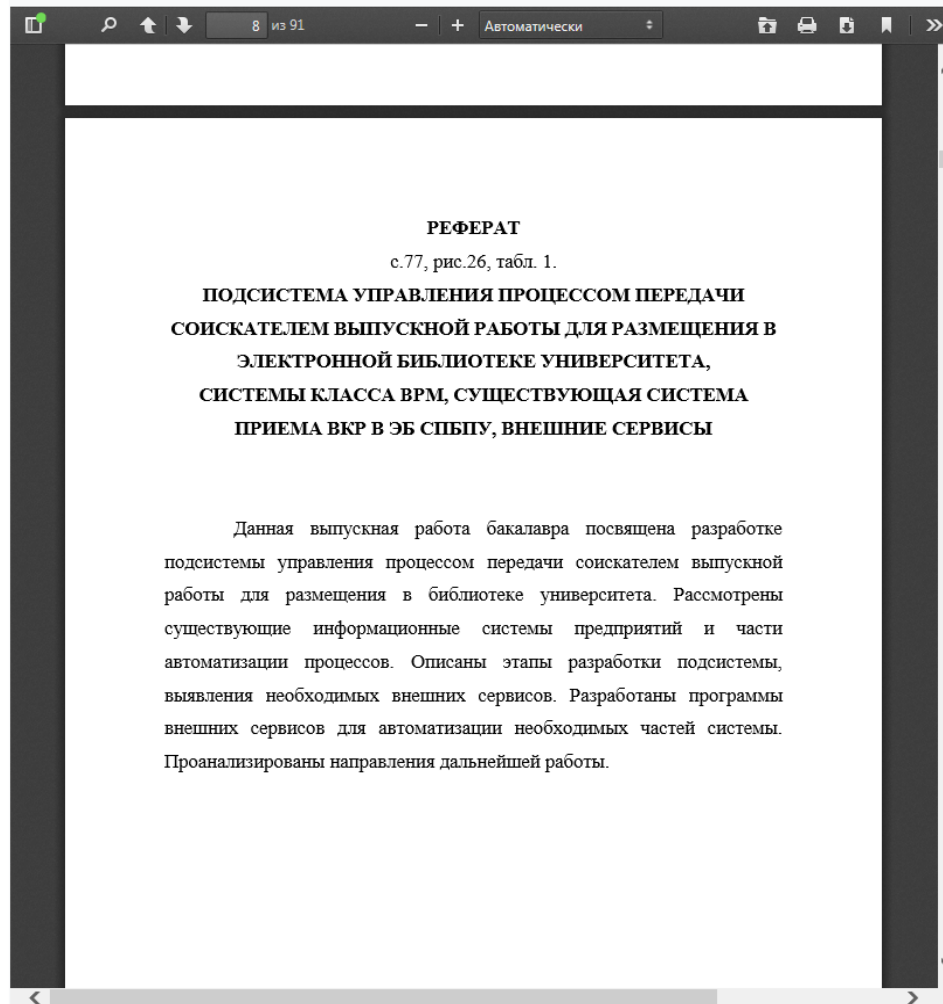 8 из 91
Автоматически
РЕФЕРАТ
с.77, рис.26, табл. 1.
ПОДСИСТЕМА УПРАВЛЕНИЯ ПРОЦЕССОМ ПЕРЕДАЧИ
СОИСКАТЕЛЕМ ВЫПУСКНОЙ РАБОТЫ ДЛЯ РАЗМЕЩЕНИЯ В
ЭЛЕКТРОННОЙ БИБЛИОТЕКЕ УНИВЕРСИТЕТА,
СИСТЕМЫ КЛАССА BPM, СУЩЕСТВУЮЩАЯ СИСТЕМА
ПРИЕМА ВКР В ЭБ СПБПУ, ВНЕШНИЕ СЕРВИСЫ
Данная выпускная работа бакалавра посвящена разработке
подсистемы управления процессом передачи соискателем выпускной
работы для размещения в библиотеке университета. Рассмотрены
существующие информационные системы предприятий и части
автоматизации процессов. Описаны этапы разработки подсистемы,
выявления необходимых внешних сервисов. Разработаны программы
внешних сервисов для автоматизации необходимых частей системы.
Проанализированы направления дальнейшей работы.